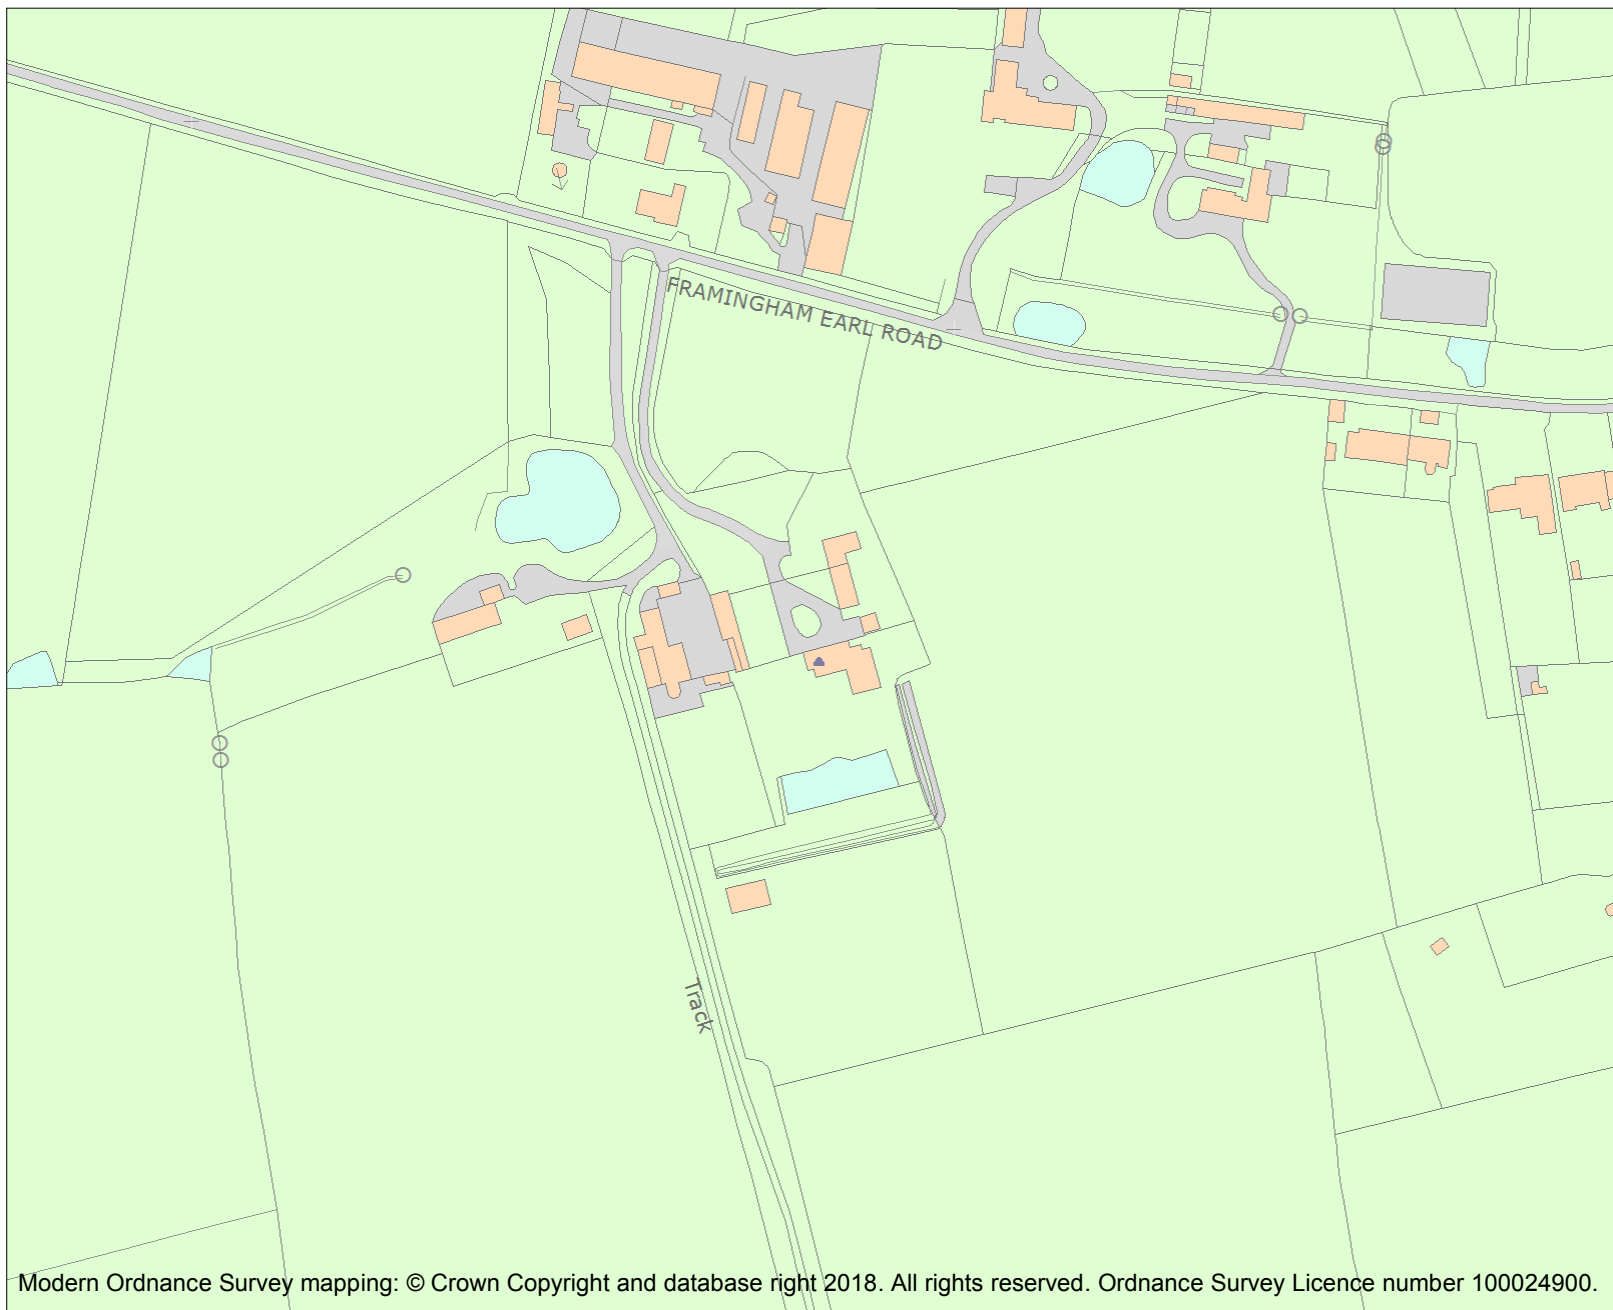 FRAMINGHAM EARL ROAD
Track
Modern Ordnance Survey mapping: © Crown Copyright and database right 2018. All rights reserved. Ordnance Survey Licence number 100024900.